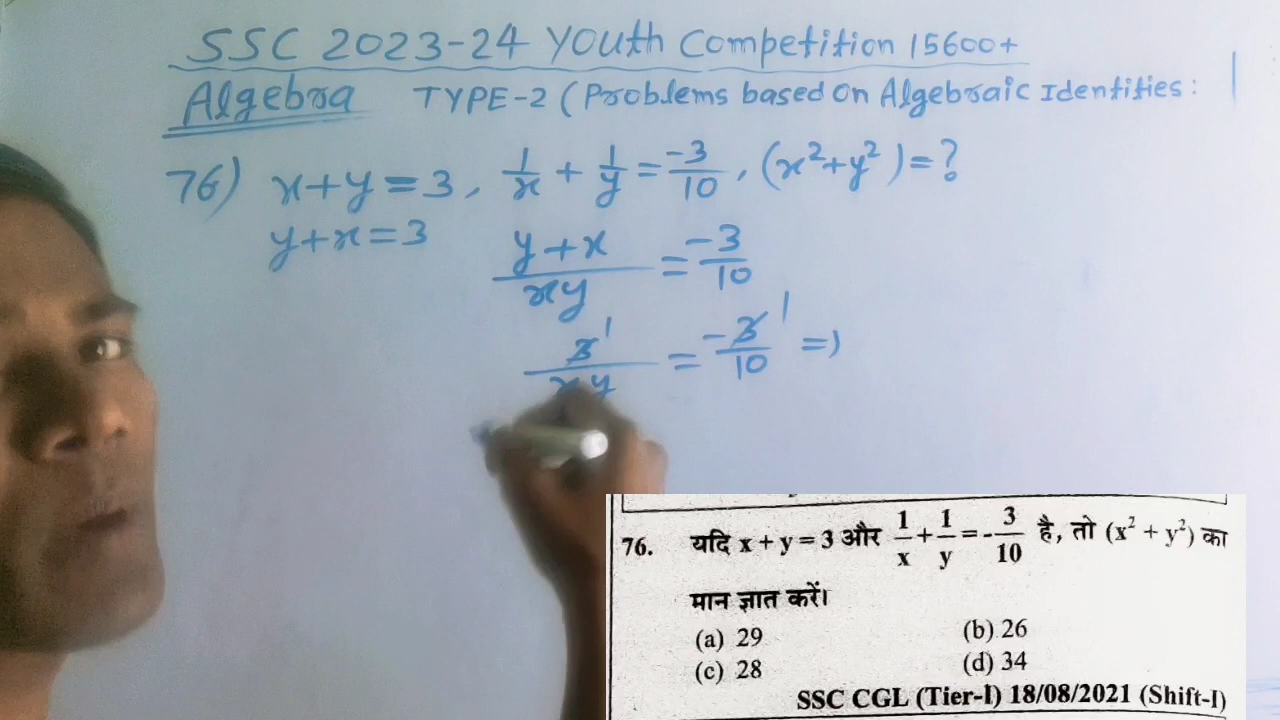 SSC 2023-24 Youth Competition 15600+
Algebra TYPE-2 (Problems based on Algebraic Identities:
76) x+y=3, 1/x + 1/y = -3/10, (x²+y²)=?
y+x=3 y+x/xy = -3/10
3 1/xy = -3 1/10 =)
76. यदि x + y = 3 और 1/x + 1/y = - 3/10 है, तो (x² + y²) का
मान ज्ञात करें।
(a) 29 (b) 26
(c) 28 (d) 34
SSC CGL (Tier-I) 18/08/2021 (Shift-I)